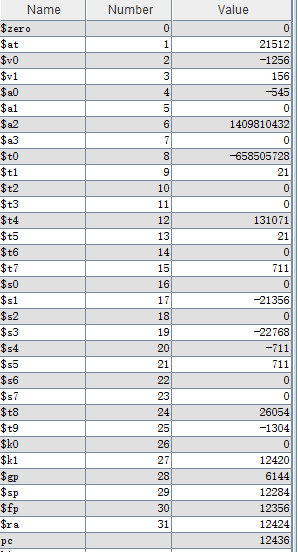 Name Number Value
$zero 0 0
$at 1 21512
$v0 2 -1256
$v1 3 156
$a0 4 -545
$a1 5 0
$a2 6 1409810432
$a3 7 0
$t0 8 -658505728
$t1 9 21
$t2 10 0
$t3 11 0
$t4 12 131071
$t5 13 21
$t6 14 0
$t7 15 711
$s0 16 0
$s1 17 -21356
$s2 18 0
$s3 19 -22768
$s4 20 -711
$s5 21 711
$s6 22 0
$s7 23 0
$t8 24 26054
$t9 25 -1304
$k0 26 0
$k1 27 12420
$gp 28 6144
$sp 29 12284
$fp 30 12356
$ra 31 12424
pc 12436